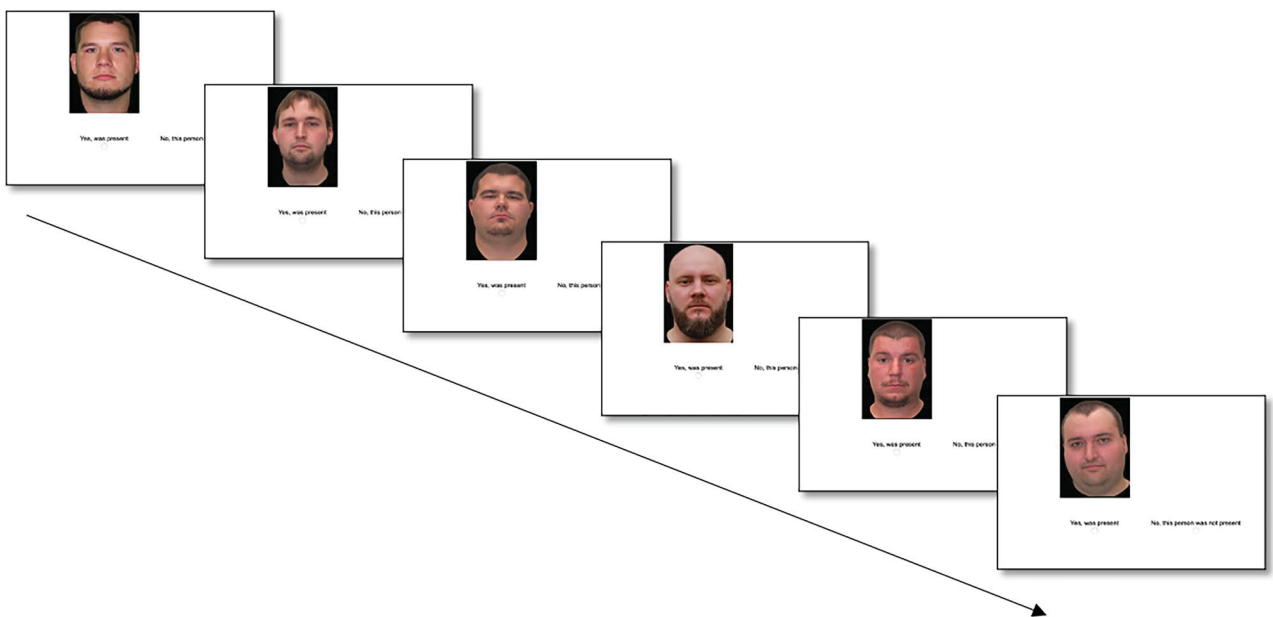 Yes, was present No, this person
Yes, was present No, this person
Yes, was present No, this person
Yes, was present No, this person
Yes, was present No, this person
Yes, was present No, this person was not present